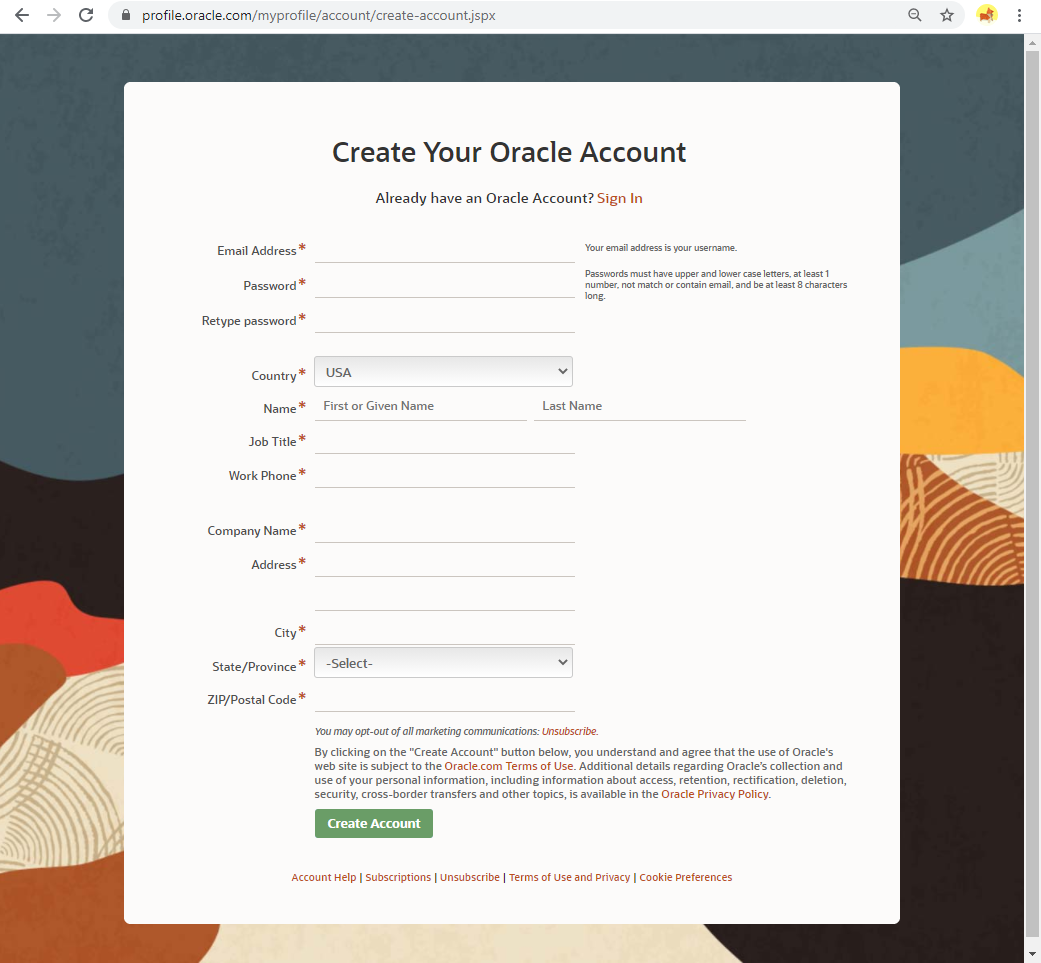 profile.oracle.com/myprofile/account/create-account.jspx
Create Your Oracle Account
Already have an Oracle Account? Sign In
Email Address*
Your email address is your username.
Password*
Passwords must have upper and lower case letters, at least 1
number, not match or contain email, and be at least 8 characters
long.
Retype password*
Country* USA
Name* First or Given Name Last Name
Job Title*
Work Phone*
Company Name*
Address*
City*
State/Province* -Select-
ZIP/Postal Code*
You may opt-out of all marketing communications: Unsubscribe.
By clicking on the "Create Account" button below, you understand and agree that the use of Oracle's
web site is subject to the Oracle.com Terms of Use. Additional details regarding Oracle's collection and
use of your personal information, including information about access, retention, rectification, deletion,
security, cross-border transfers and other topics, is available in the Oracle Privacy Policy.
Create Account
Account Help | Subscriptions | Unsubscribe | Terms of Use and Privacy | Cookie Preferences